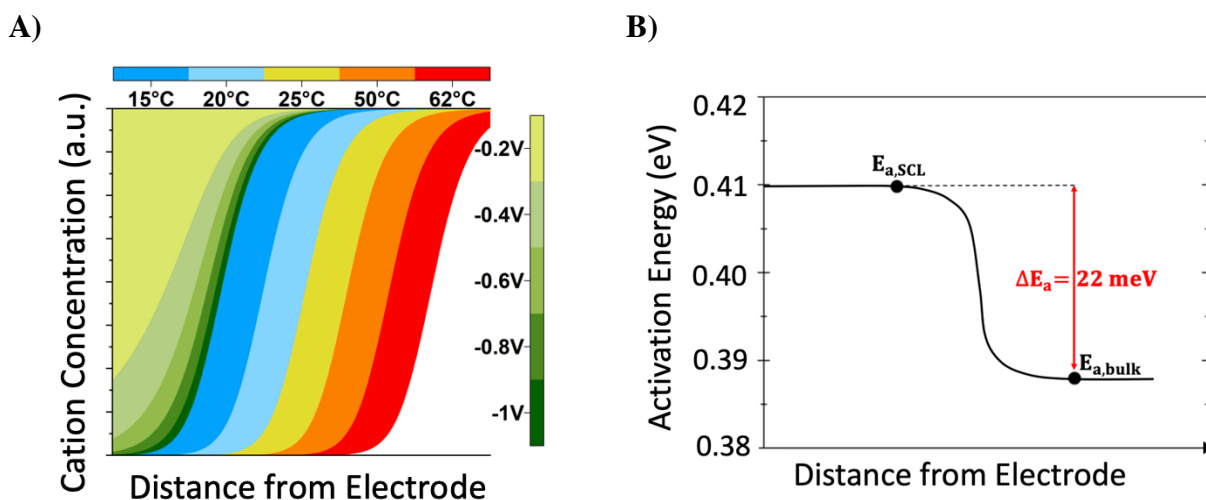 A)
15°C 20°C 25°C 50°C 62°C
Cation Concentration (a.u.)
-0.2V
-0.4V
-0.6V
-0.8V
-1V
Distance from Electrode
B)
0.42
0.41
0.40
0.39
0.38
Activation Energy (eV)
Ea,SCL
ΔEa= 22 meV
Ea,bulk
Distance from Electrode